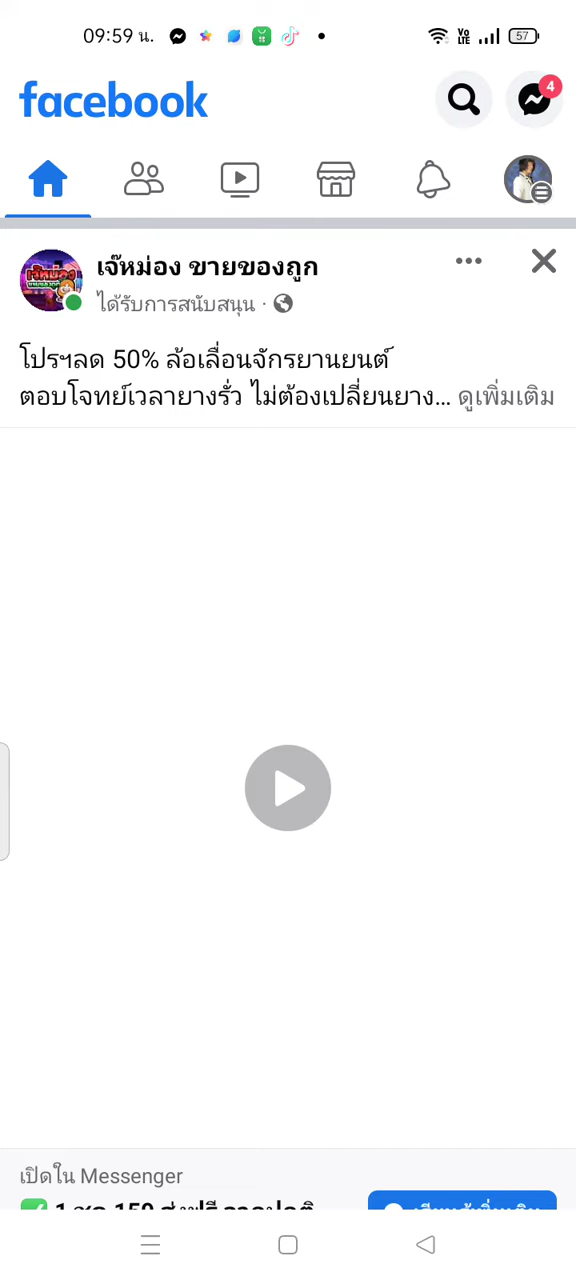 09:59 น.
VO LTE
57
facebook
4
เจ๊หม่อง ขายของถูก
ได้รับการสนับสนุน ·
โปรฯลด 50% ล้อเลื่อนจักรยานยนต์
ตอบโจทย์เวลายางรั่ว ไม่ต้องเปลี่ยนยาง... ดูเพิ่มเติม
เปิดใน Messenger